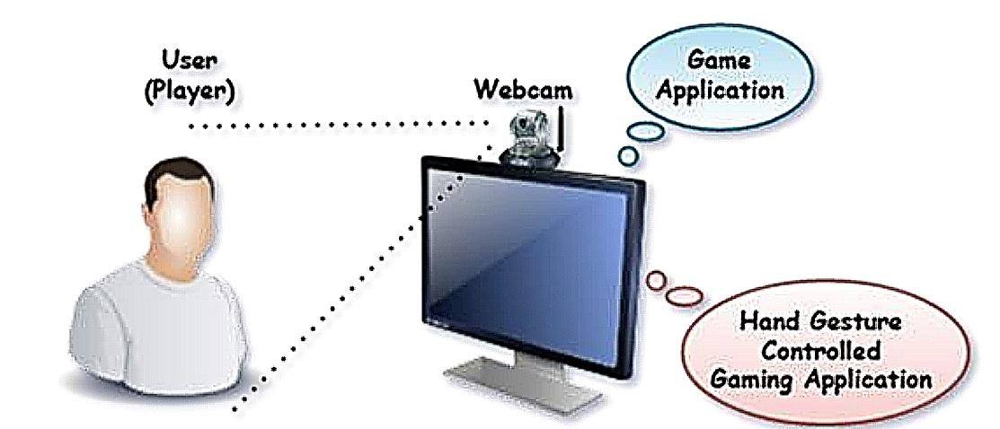 User
(Player)
Webcam
Game
Application
Hand Gesture
Controlled
Gaming Application